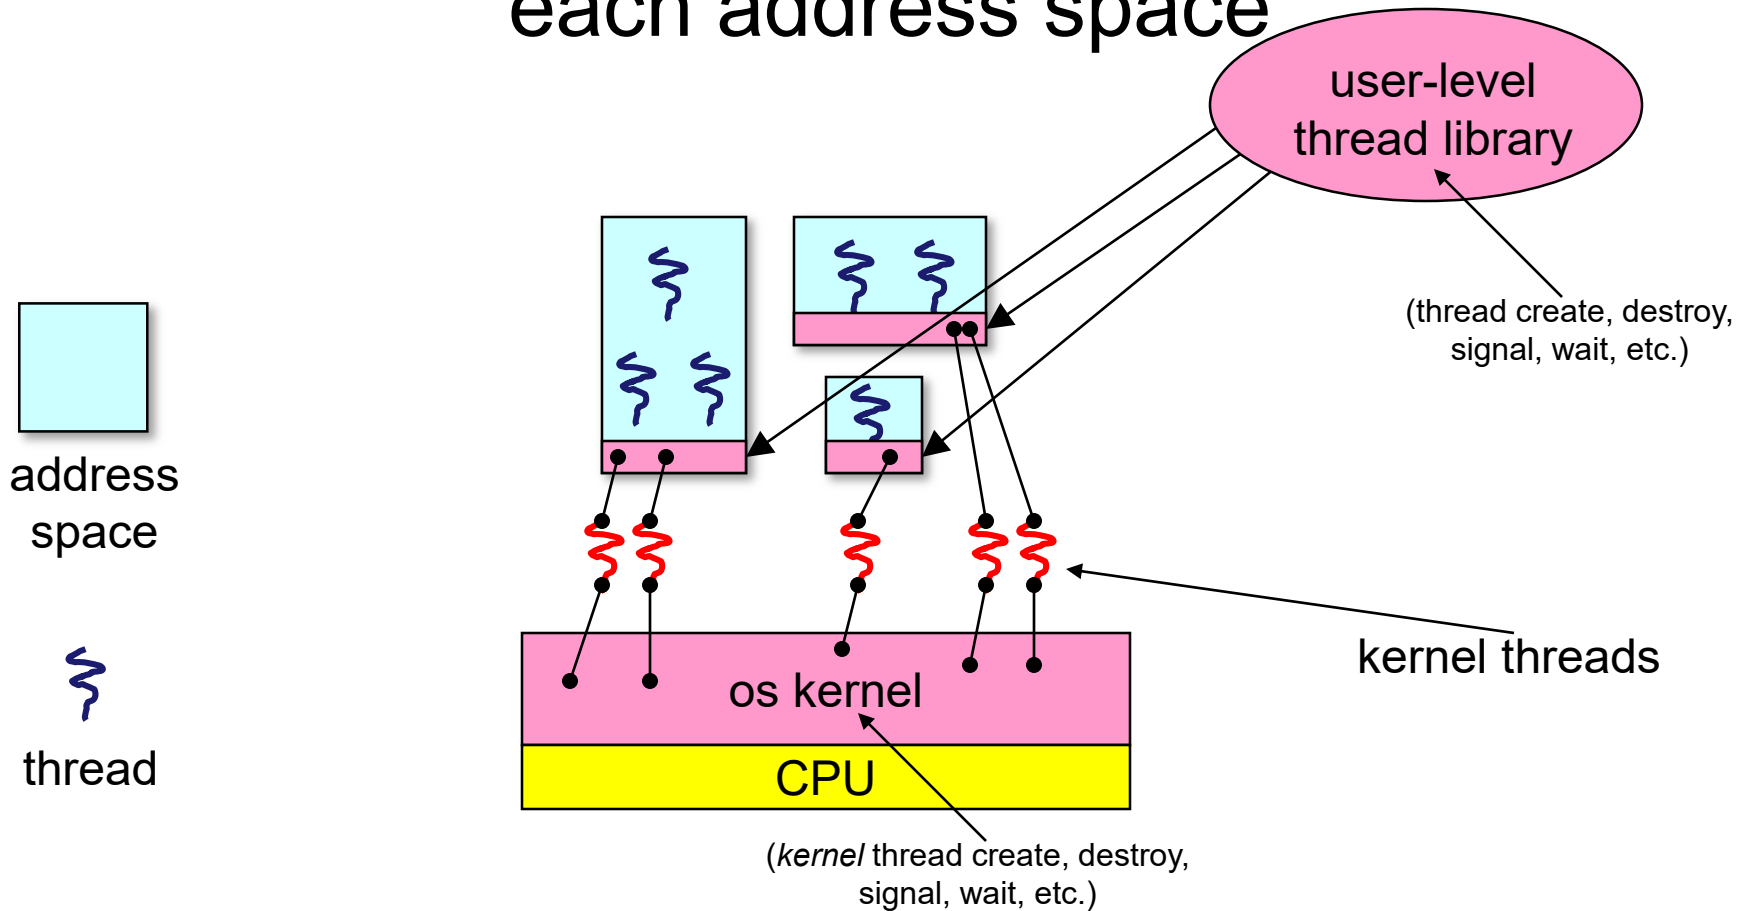 each address space
user-level
thread library
(thread create, destroy,
signal, wait, etc.)
address
space
kernel threads
os kernel
thread
CPU
(kernel thread create, destroy,
signal, wait, etc.)